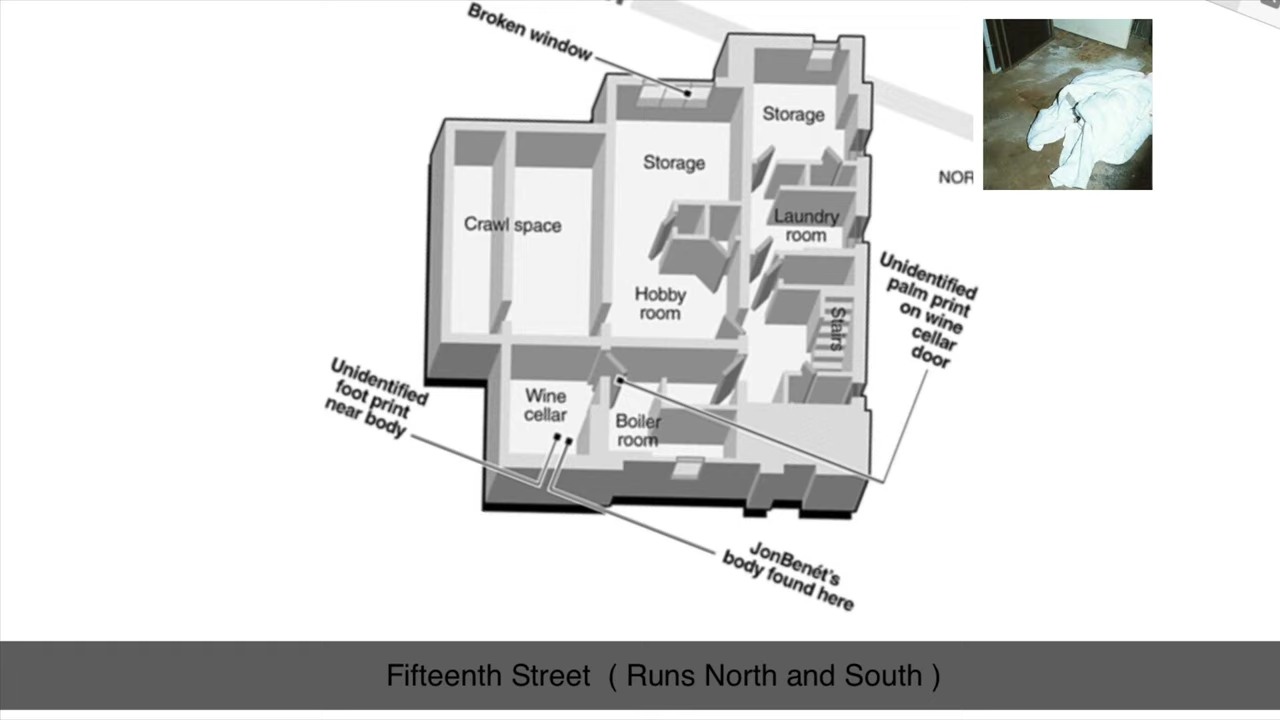 Broken window
Storage
Storage
NOR
Crawl space
Laundry
room
Unidentified
palm print
on wine
cellar
door
Hobby
room
Stairs
Unidentified
foot print
near body
Wine
cellar
Boiler
room
JonBenét's
body found here
Fifteenth Street ( Runs North and South )